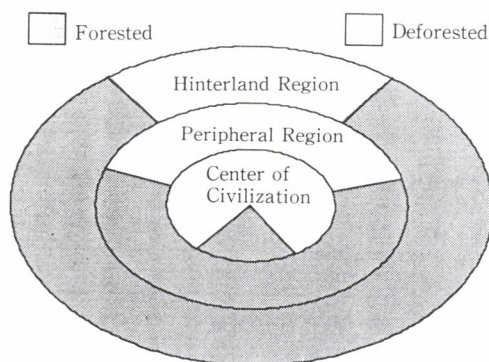 Forested
Deforested
Hinterland Region
Peripheral Region
Center of
Civilization